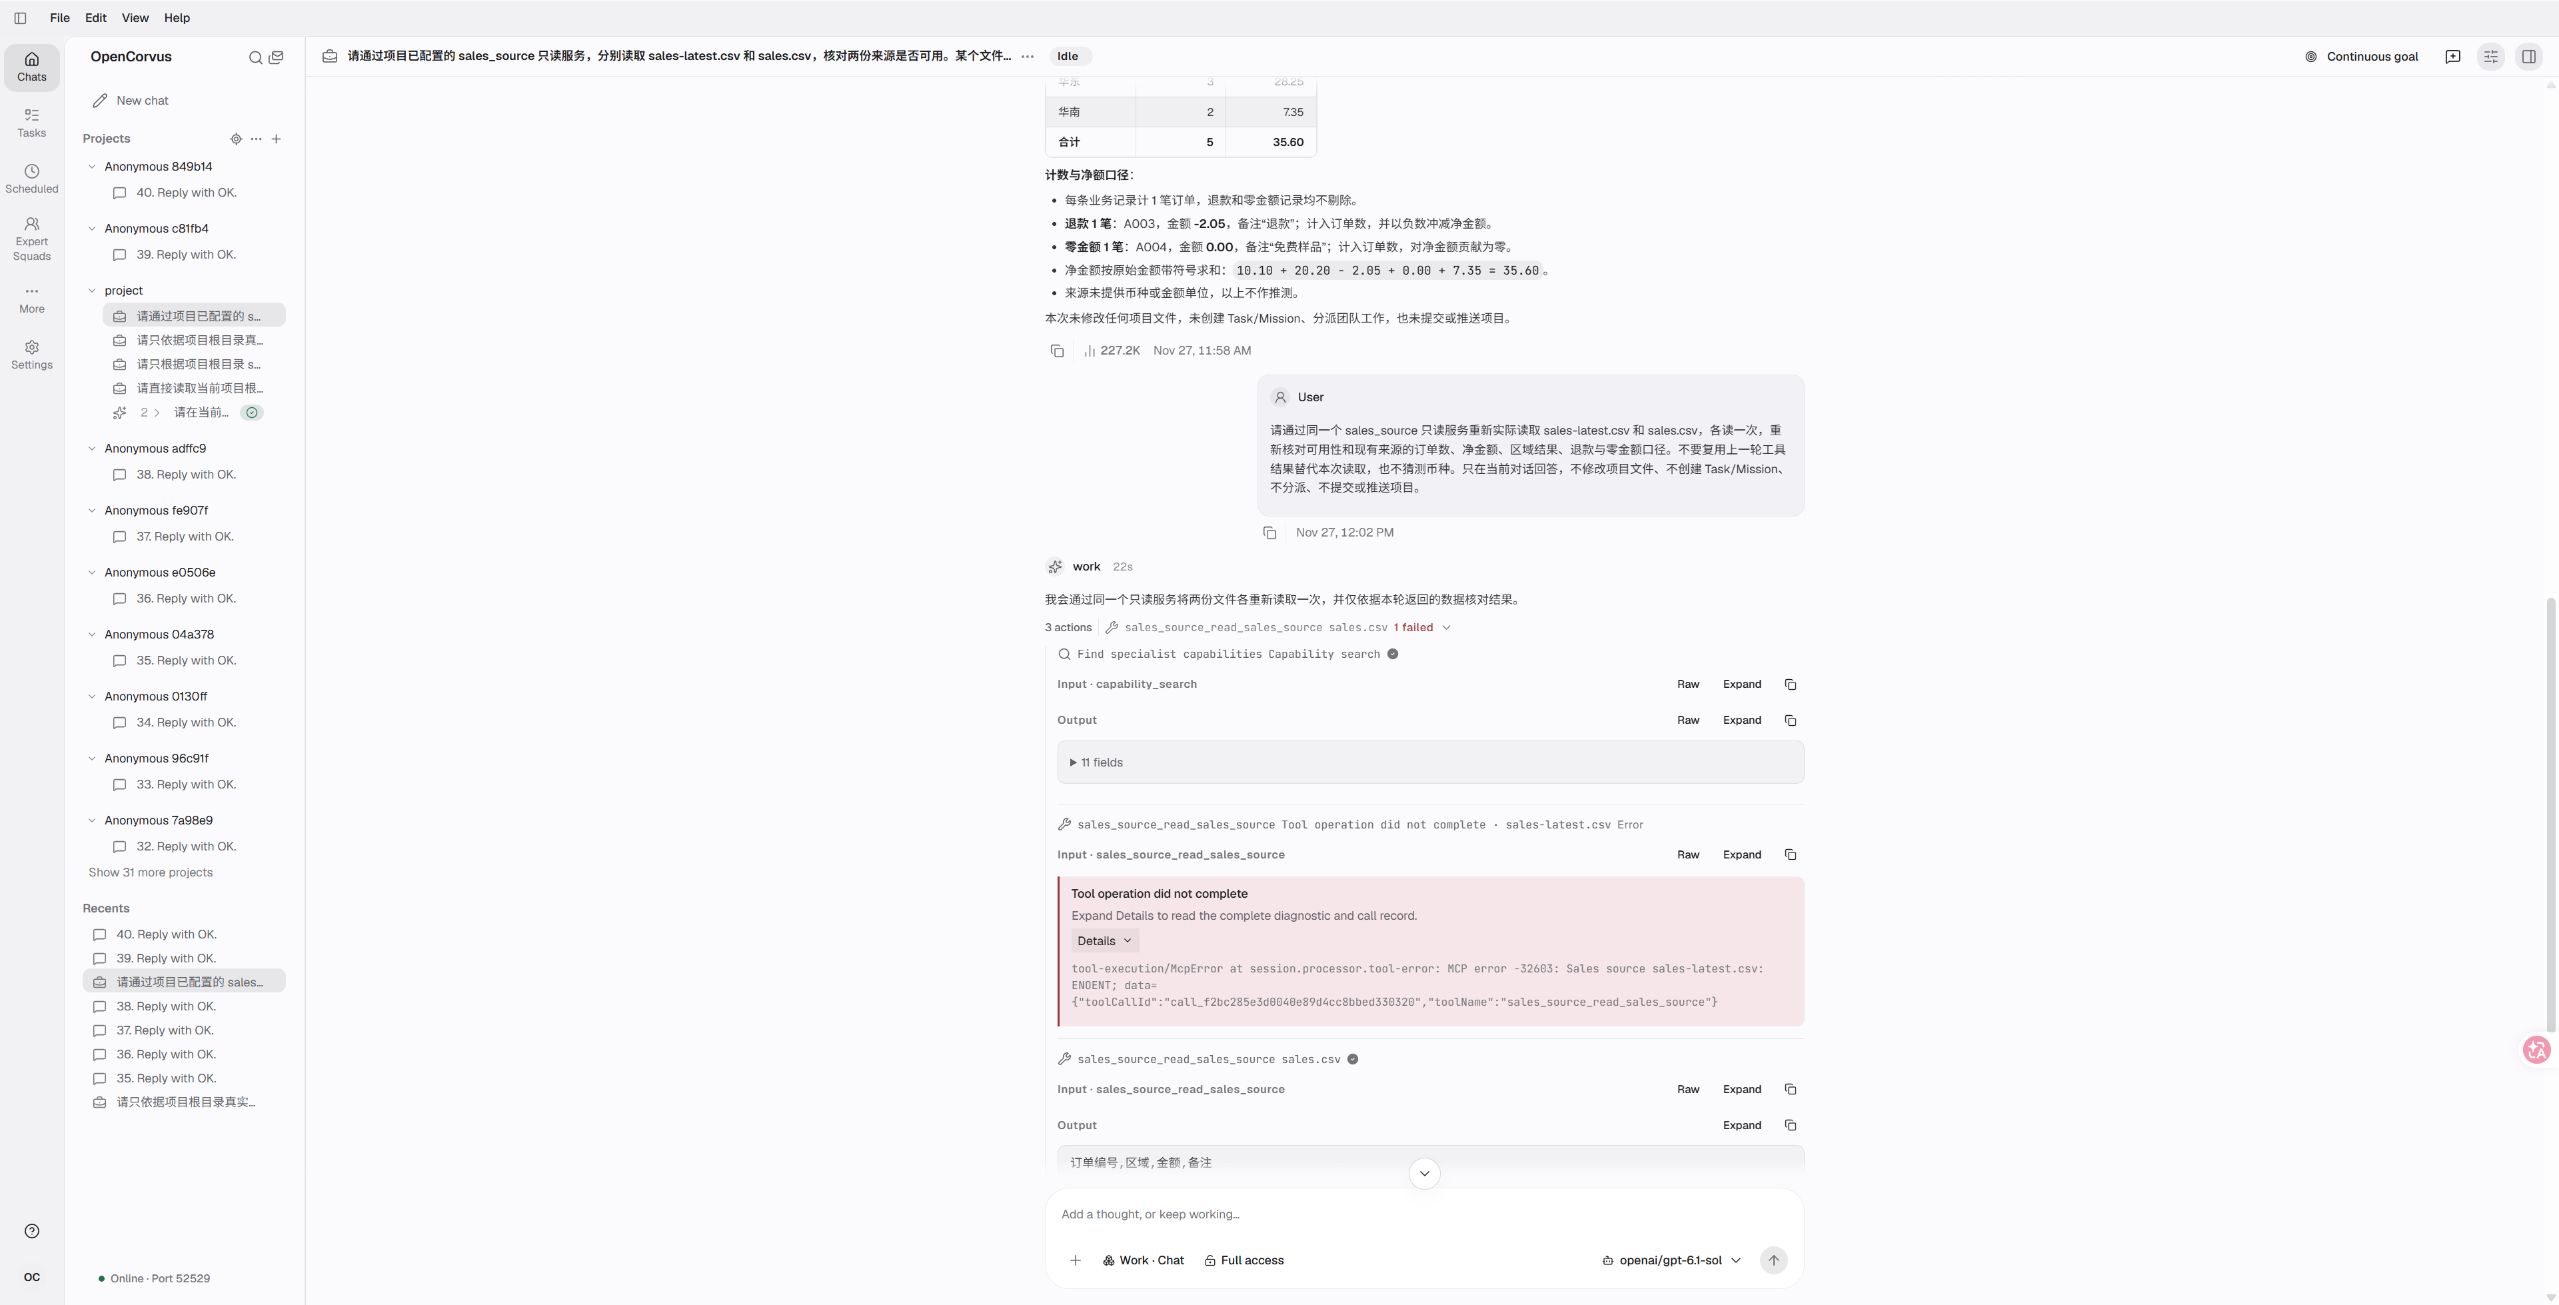 File Edit View Help
Chats
Tasks
Scheduled
Expert
Squads
More
Settings
OC
OpenCorvus
New chat
Projects
Anonymous 849b14
40. Reply with OK.
Anonymous c81fb4
39. Reply with OK.
project
请通过项目已配置的 s...
请只依据项目根目录真...
请只根据项目根目录 s...
请直接读取当前项目根...
2 请在当前...
Anonymous adffc9
38. Reply with OK.
Anonymous fe907f
37. Reply with OK.
Anonymous e0506e
36. Reply with OK.
Anonymous 04a378
35. Reply with OK.
Anonymous 0130ff
34. Reply with OK.
Anonymous 96c91f
33. Reply with OK.
Anonymous 7a98e9
32. Reply with OK.
Show 31 more projects
Recents
40. Reply with OK.
39. Reply with OK.
请通过项目已配置的 sales...
38. Reply with OK.
37. Reply with OK.
36. Reply with OK.
35. Reply with OK.
请只依据项目根目录真实...
Online · Port 52529
请通过项目已配置的 sales_source 只读服务，分别读取 sales-latest.csv 和 sales.csv，核对两份来源是否可用。某个文件... Idle
Continuous goal
华东 3 28.25
华南 2 7.35
合计 5 35.60
计数与净额口径：
每条业务记录计 1 笔订单，退款和零金额记录均不剔除。
退款 1 笔：A003，金额 -2.05，备注“退款”；计入订单数，并以负数冲减净金额。
零金额 1 笔：A004，金额 0.00，备注“免费样品”；计入订单数，对净金额贡献为零。
净金额按原始金额带符号求和：10.10 + 20.20 - 2.05 + 0.00 + 7.35 = 35.60。
来源未提供币种或金额单位，以上不作推测。
本次未修改任何项目文件，未创建 Task/Mission、分派团队工作，也未提交或推送项目。
227.2K Nov 27, 11:58 AM
User
请通过同一个 sales_source 只读服务重新实际读取 sales-latest.csv 和 sales.csv，各读一次，重
新核对可用性和现有来源的订单数、净金额、区域结果、退款与零金额口径。不要复用上一轮工具
结果替代本次读取，也不猜测币种。只在当前对话回答，不修改项目文件、不创建 Task/Mission、
不分派、不提交或推送项目。
Nov 27, 12:02 PM
work 22s
我会通过同一个只读服务将两份文件各重新读取一次，并仅依据本轮返回的数据核对结果。
3 actions sales_source_read_sales_source sales.csv 1 failed
Find specialist capabilities Capability search
Input · capability_search Raw Expand
Output Raw Expand
11 fields
sales_source_read_sales_source Tool operation did not complete · sales-latest.csv Error
Input · sales_source_read_sales_source Raw Expand
Tool operation did not complete
Expand Details to read the complete diagnostic and call record.
Details
tool-execution/McpError at session.processor.tool-error: MCP error -32603: Sales source sales-latest.csv:
ENOENT; data=
{"toolCallId":"call_f2bc285e3d0040e89d4cc8bbed330320","toolName":"sales_source_read_sales_source"}
sales_source_read_sales_source sales.csv
Input · sales_source_read_sales_source Raw Expand
Output Expand
订单编号,区域,金额,备注
Add a thought, or keep working...
Work · Chat Full access openai/gpt-6.1-sol